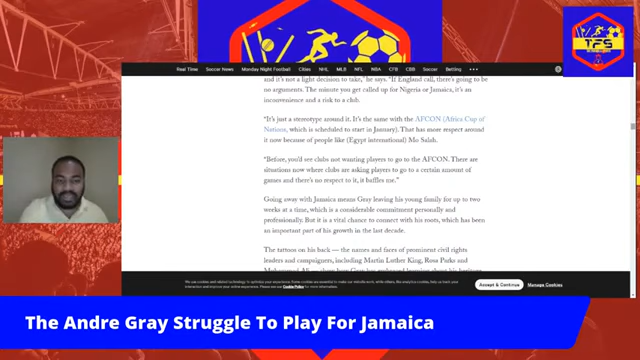 TFS
Real Time Soccer News Monday Night Football Cities NHL MLB NFL NBA CFB CBB Soccer Betting
and it's not a light decision to take," he says. "If England call, there's going to be
no arguments. The minute you get called up for Nigeria or Jamaica, it's an
inconvenience and a risk to a club.
"It's just a stereotype around it. It's the same with the AFCON (Africa Cup of
Nations, which is scheduled to start in January). That has more respect around
it now because of people like (Egypt international) Mo Salah.
"Before, you'd see clubs not wanting players to go to the AFCON. There are
situations now where clubs are asking players to go to a certain amount of
games and there's no respect to it, it baffles me."
Going away with Jamaica means Gray leaving his young family for up to two
weeks at a time, which is a considerable commitment personally and
professionally. But it is a vital chance to connect with his roots, which has been
an important part of his growth in the last decade.
The tattoos on his back — the names and faces of prominent civil rights
leaders and campaigners, including Martin Luther King, Rosa Parks and
Accept & Continue
Manage Cookies
Cookie Policy
The Andre Gray Struggle To Play For Jamaica